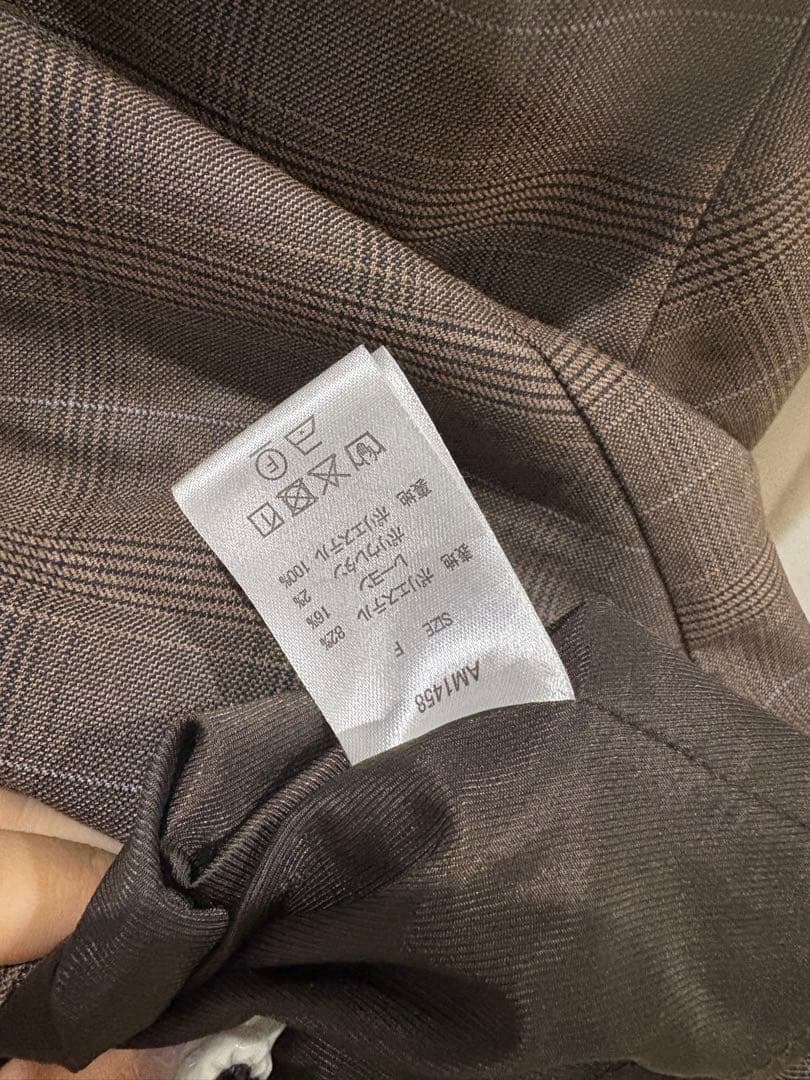 AM1458
SIZE F
表地 ポリエステル 82%
レーヨン 16%
ポリウレタン 2%
裏地 ポリエステル 100%
F